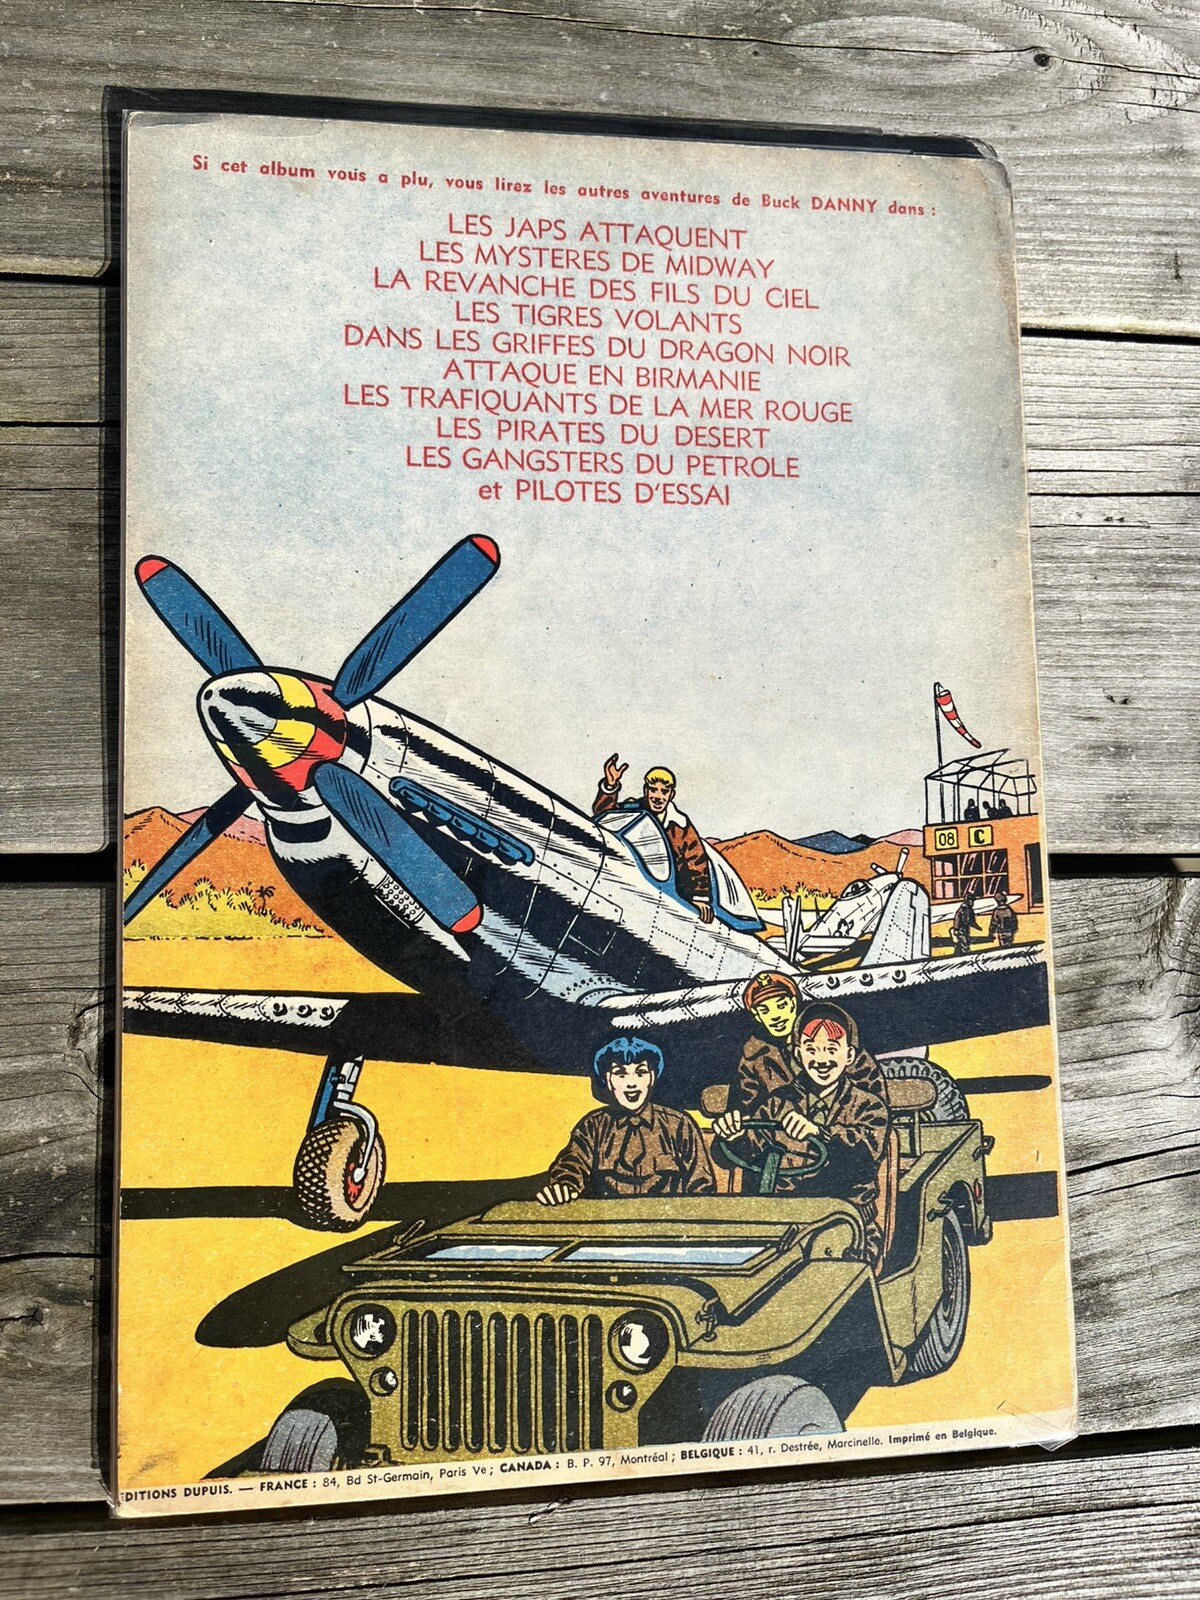 Si cet album vous a plu, vous lirez les autres aventures de Buck DANNY dans :
LES JAPS ATTAQUENT
LES MYSTERES DE MIDWAY
LA REVANCHE DES FILS DU CIEL
LES TIGRES VOLANTS
DANS LES GRIFFES DU DRAGON NOIR
ATTAQUE EN BIRMANIE
LES TRAFIQUANTS DE LA MER ROUGE
LES PIRATES DU DESERT
LES GANGSTERS DU PETROLE
et PILOTES D'ESSAI
08 C
EDITIONS DUPUIS. — FRANCE : 84, Bd St-Germain, Paris Ve ; CANADA : B. P. 97, Montréal ; BELGIQUE : 41, r. Destrée, Marcinelle. Imprimé en Belgique.